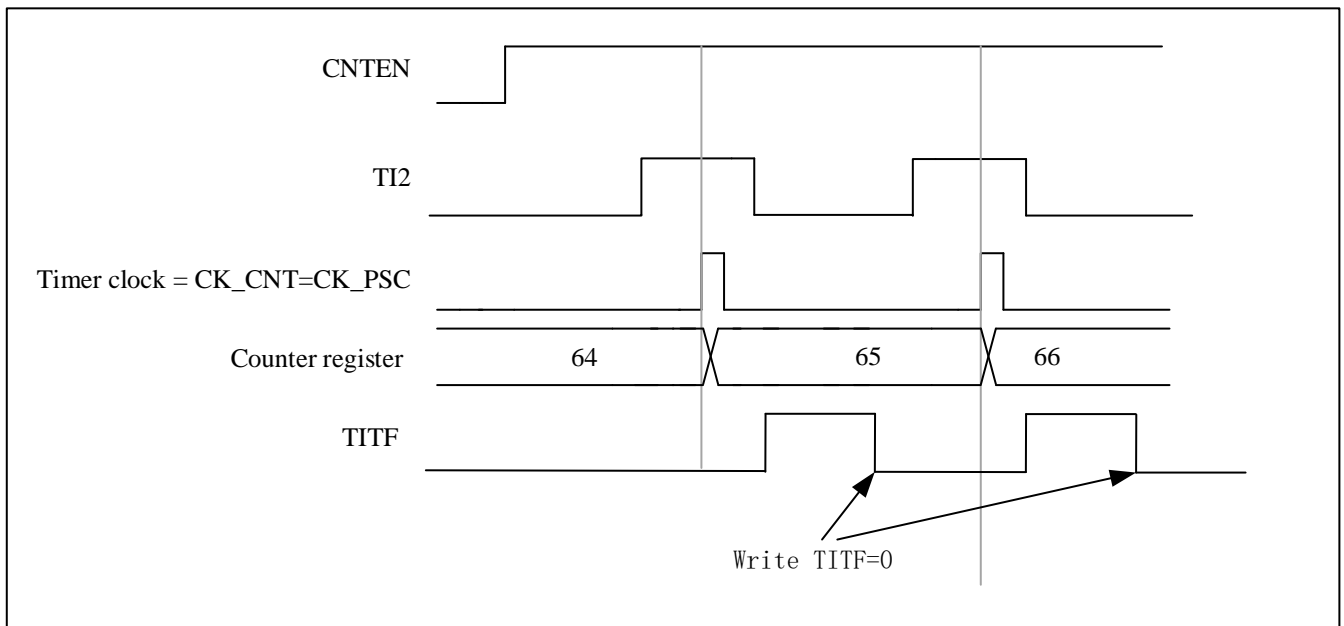 CNTEN
TI2
Timer clock = CK_CNT=CK_PSC
Counter register
64
65
66
TITF
Write TITF=0